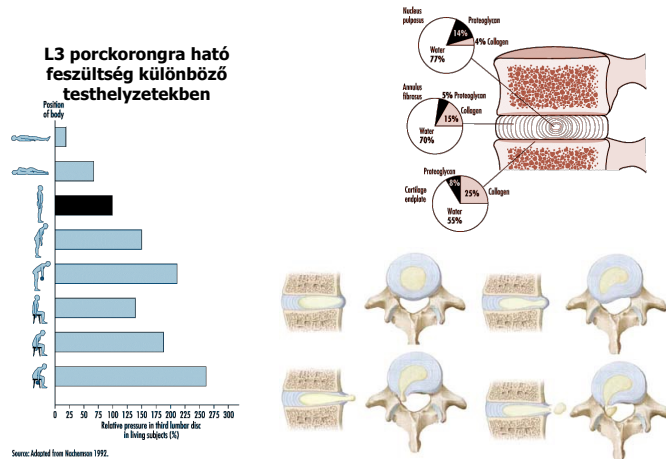 L3 porckorongra ható
feszültség különböző
testhelyzetekben
Position
of body
0 25 50 75 100 125 150 175 200 225 250 275 300
Relative pressure in third lumbar disc
in living subjects (%)
Source: Adapted from Nachemson 1992.
Nucleus
pulposus
Proteoglycan
14%
4% Collagen
Water
77%
Annulus
fibrosus
5% Proteoglycan
Collagen
15%
Water
70%
Proteoglycan
Cartilage
endplate
8%
25%
Collagen
Water
55%